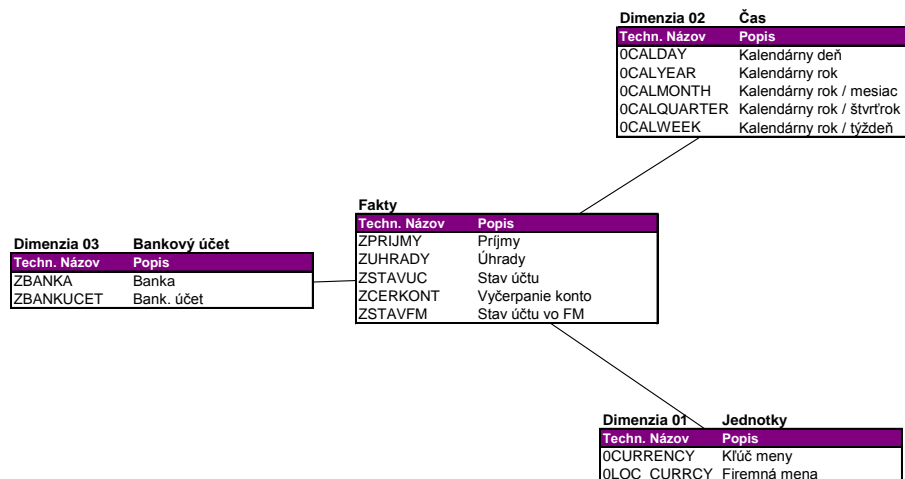 Dimenzia 02 Čas
Techn. Názov Popis
0CALDAY Kalendárny deň
0CALYEAR Kalendárny rok
0CALMONTH Kalendárny rok / mesiac
0CALQUARTER Kalendárny rok / štvrťrok
0CALWEEK Kalendárny rok / týždeň
Fakty
Techn. Názov Popis
ZPRIJMY Príjmy
ZUHRADY Úhrady
ZSTAVUC Stav účtu
ZCERKONT Vyčerpanie konto
ZSTAVFM Stav účtu vo FM
Dimenzia 03 Bankový účet
Techn. Názov Popis
ZBANKA Banka
ZBANKUCET Bank. účet
Dimenzia 01 Jednotky
Techn. Názov Popis
0CURRENCY Kľúč meny
0LOC_CURRCY Firemná mena